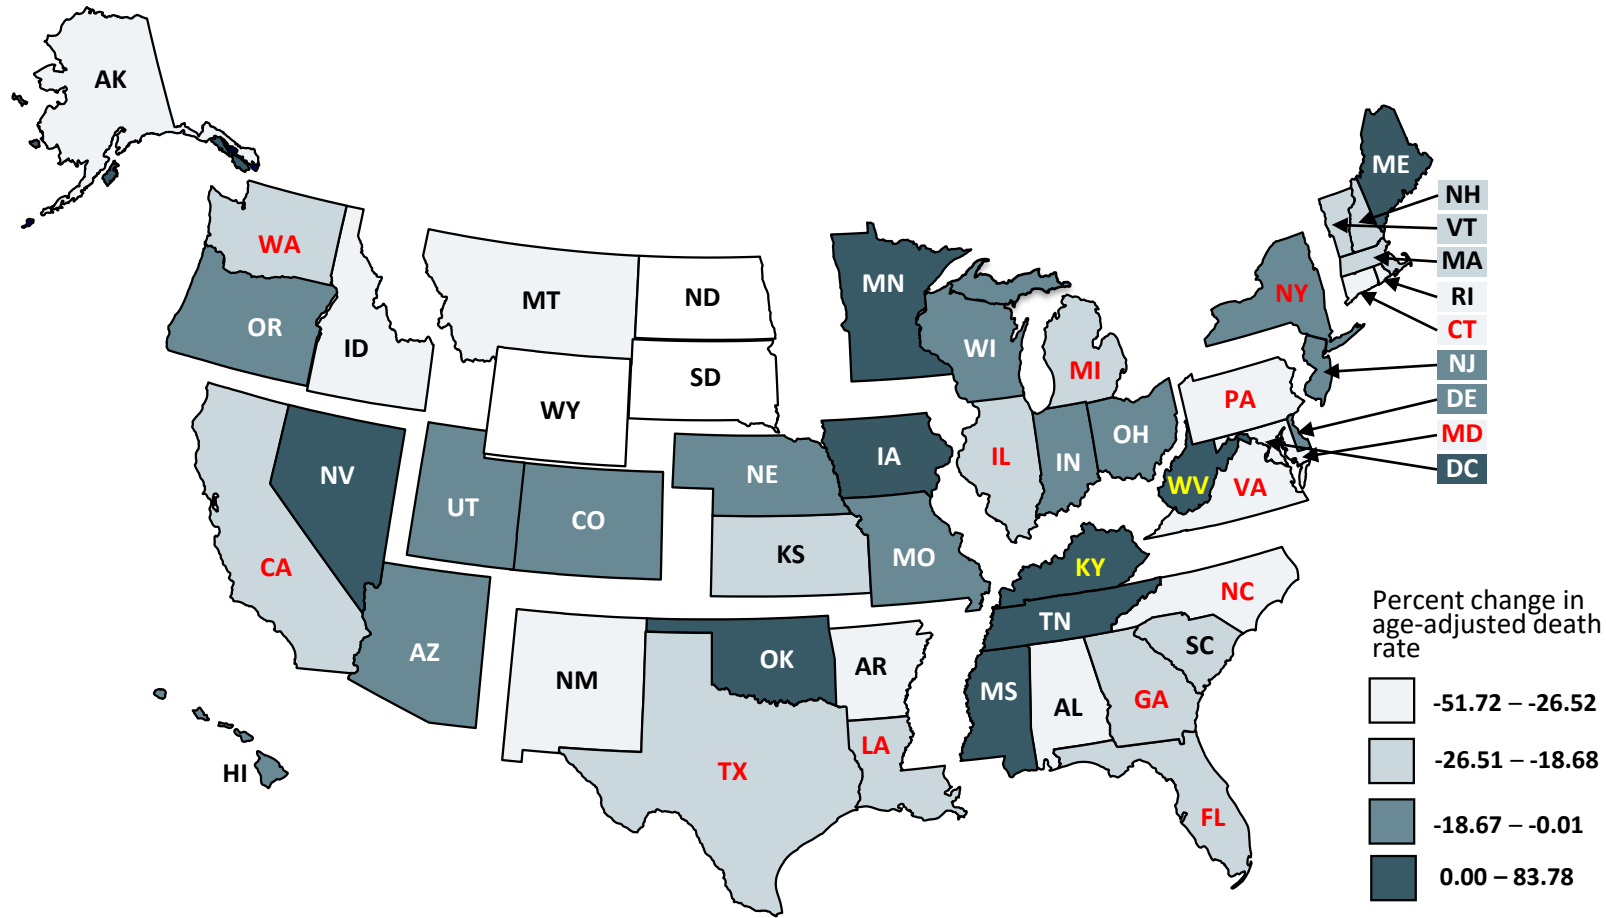 AK
ME
NH
WA
VT
MA
MN
NY
RI
MT
ND
OR
CT
ID
WI
NJ
SD
MI
DE
PA
WY
MD
OH
IA
IL
IN
DC
NV
NE
WV
VA
UT
CO
KS
MO
CA
KY
NC
Percent change in
age-adjusted death
rate
TN
SC
AZ
OK
AR
NM
MS
AL
GA
-51.72 – -26.52
LA
TX
HI
-26.51 – -18.68
FL
-18.67 – -0.01
0.00 – 83.78